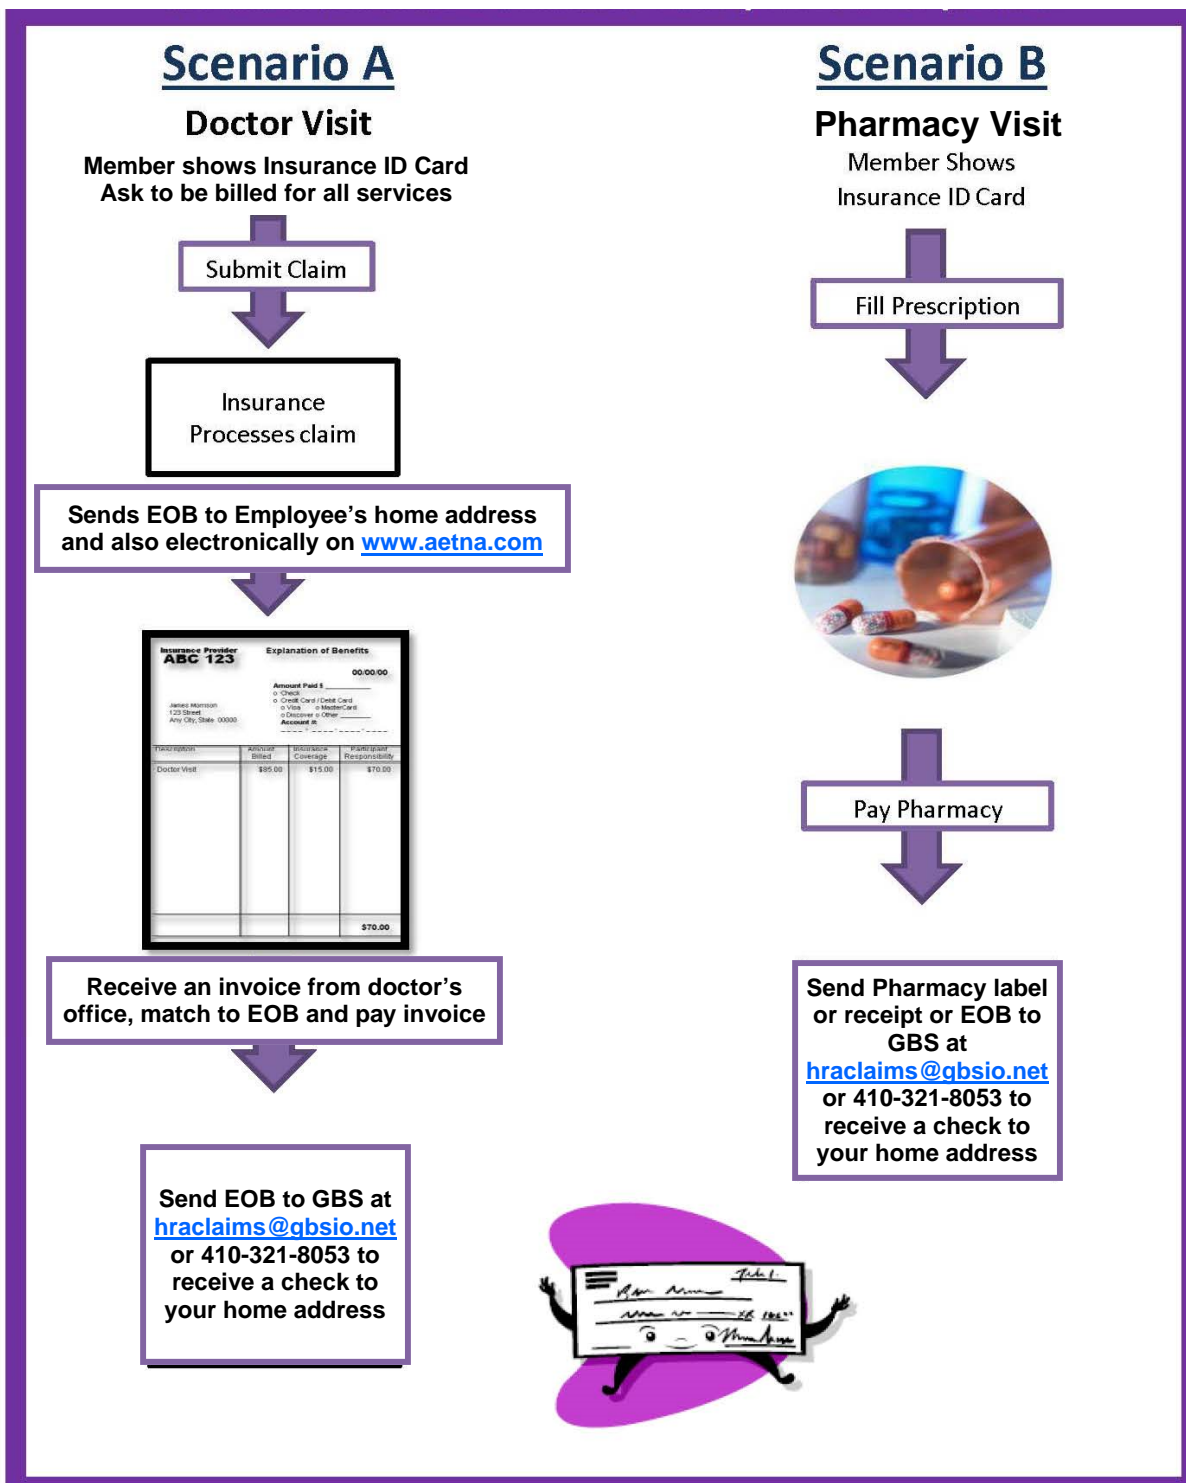 Scenario A
Doctor Visit
Member shows Insurance ID Card
Ask to be billed for all services
Submit Claim
Insurance
Processes claim
Sends EOB to Employee's home address
and also electronically on www.aetna.com
Insurance Provider
ABC 123
Explanation of Benefits
00/00/00
Amount Paid $
o Check
o Credit Card / Debit Card
o Visa o MasterCard
o Discover o Other
Account #:
James Morrison
123 Street
Any City, State 00000
Description Amount Billed Insurance Coverage Participant Responsibility
Doctor Visit $85.00 $15.00 $70.00
$70.00
Receive an invoice from doctor's
office, match to EOB and pay invoice
Send EOB to GBS at
hraclaims@gbsio.net
or 410-321-8053 to
receive a check to
your home address
Scenario B
Pharmacy Visit
Member Shows
Insurance ID Card
Fill Prescription
Pay Pharmacy
Send Pharmacy label
or receipt or EOB to
GBS at
hraclaims@gbsio.net
or 410-321-8053 to
receive a check to
your home address